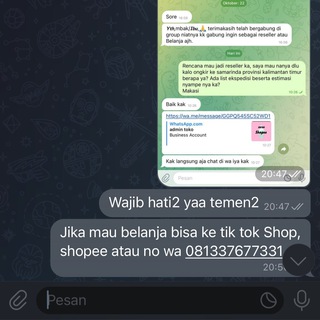 Oktober 22
Sore
Yth,mbak/Ibu 🙏 terimakasih telah bergabung di
group niatnya kk gabung ingin sebagai reseller atau
Belanja ajh.
Hari ini
Rencana mau jadi reseller ka, saya mau nanya dlu
kalo ongkir ke samarinda provinsi kalimantan timur
berapa ya? Ada list ekspedisi beserta estimasi
nyampe nya ka?
Makasi
Baik kak
https://wa.me/message/GGPQ5455C52WD1
WhatsApp.com
admin toko
Business Account
Kak langsung aja chat di wa iya kak
Pesan
20:47
Wajib hati2 yaa temen2 20:47
Jika mau belanja bisa ke tik tok Shop,
shopee atau no wa 081337677331
Pesan